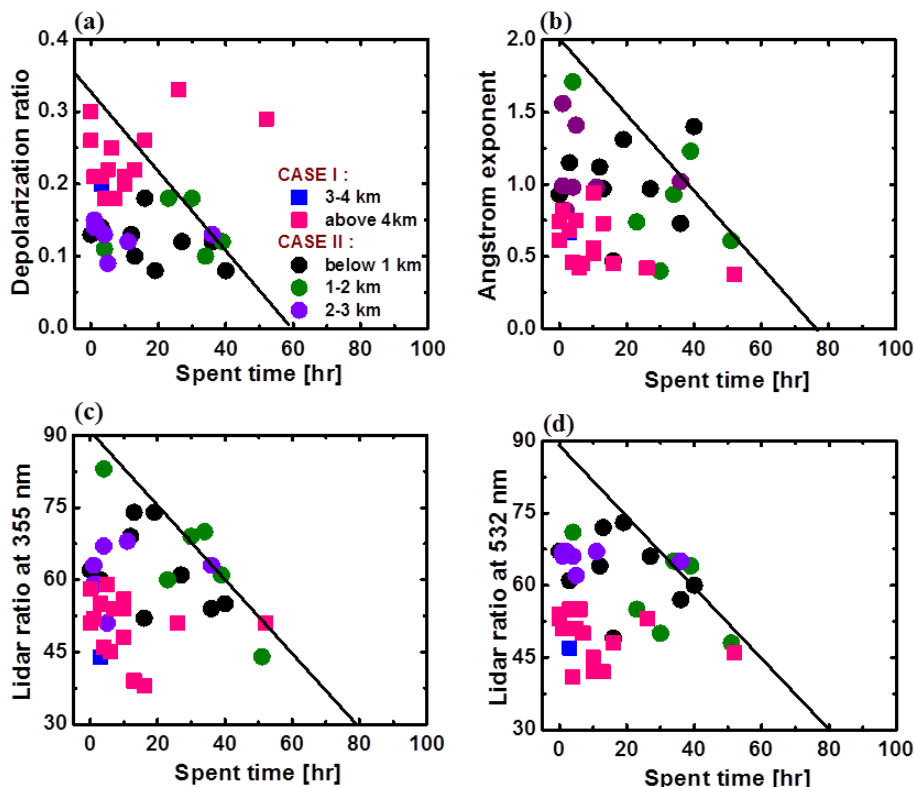 (a)
Depolarization ratio
0.4
0.3
0.2
0.1
0.0
0 20 40 60 80 100
Spent time [hr]
CASE I :
3-4 km
above 4km
CASE II :
below 1 km
1-2 km
2-3 km
(b)
Angstrom exponent
2.0
1.5
1.0
0.5
0.0
0 20 40 60 80 100
Spent time [hr]
(c)
Lidar ratio at 355 nm
90
75
60
45
30
0 20 40 60 80 100
Spent time [hr]
(d)
Lidar ratio at 532 nm
90
75
60
45
30
0 20 40 60 80 100
Spent time [hr]